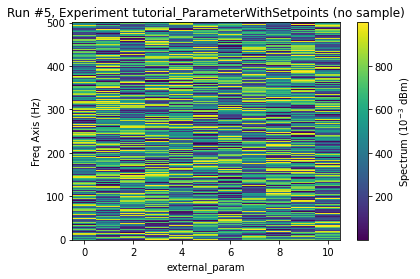 Run #5, Experiment tutorial_ParameterWithSetpoints (no sample)
500
400
300
200
100
0
Freq Axis (Hz)
0 2 4 6 8 10
external_param
800
600
400
200
Spectrum (10⁻³ dBm)